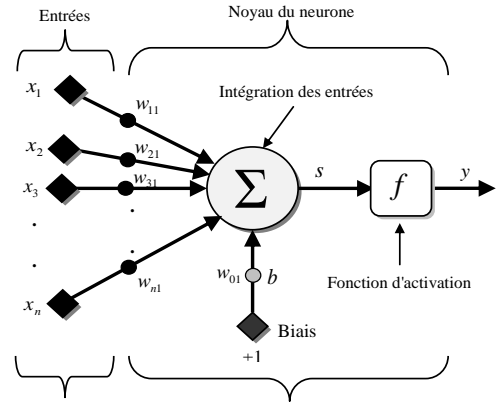 Entrées
Noyau du neurone
Intégration des entrées
x1
w11
x2
w21
x3
w31
Σ
s
f
y
.
.
.
.
xn
wn1
w01
b
Fonction d'activation
Biais
+1